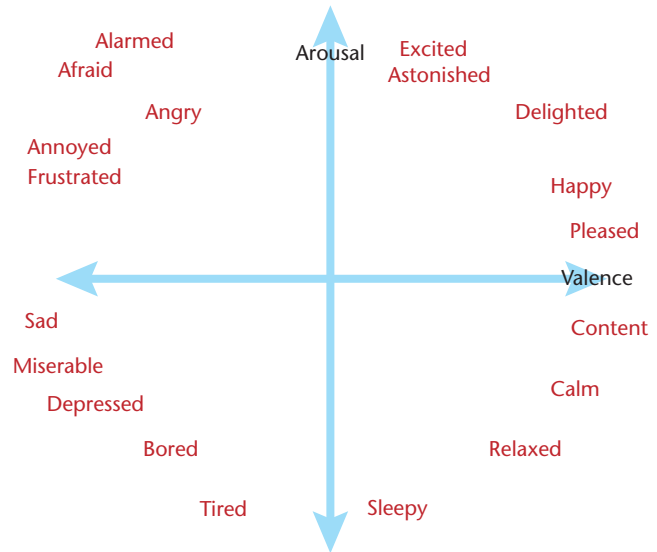 Alarmed
Arousal
Excited
Afraid
Astonished
Angry
Delighted
Annoyed
Frustrated
Happy
Pleased
Valence
Sad
Content
Miserable
Calm
Depressed
Bored
Relaxed
Tired
Sleepy